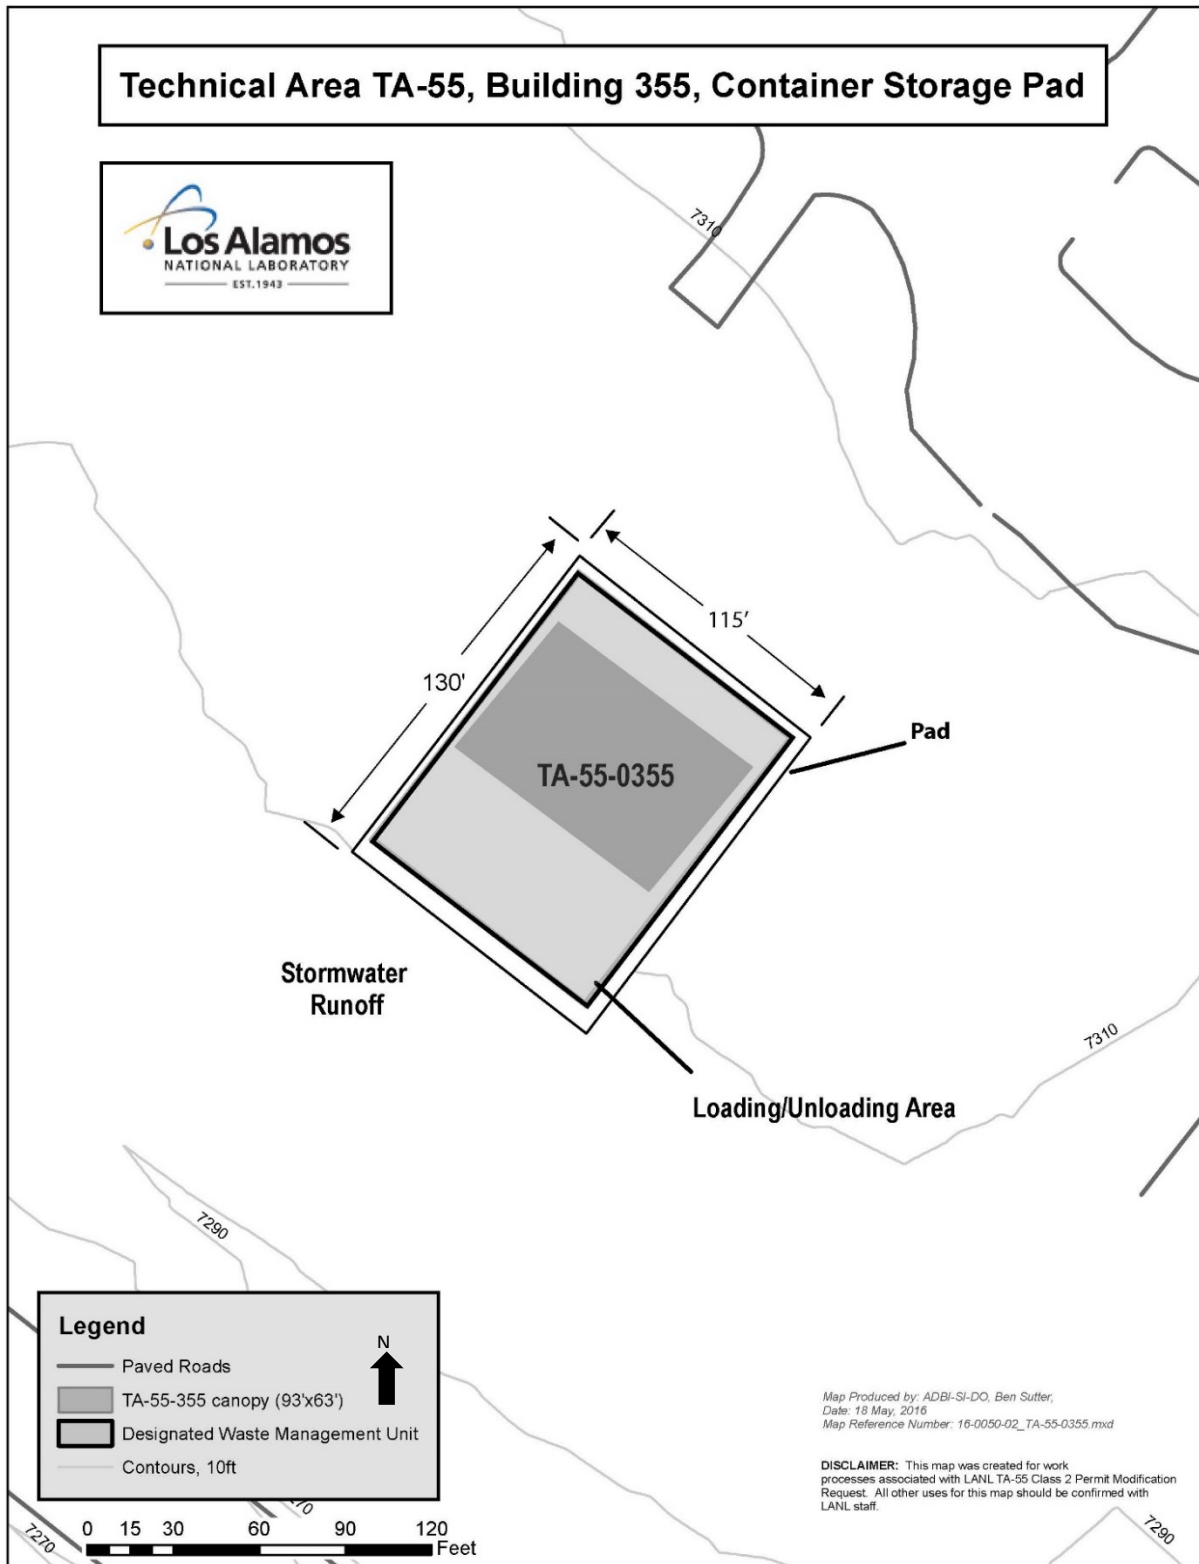 Technical Area TA-55, Building 355, Container Storage Pad
Los Alamos
NATIONAL LABORATORY
EST.1943
7310
115'
130'
Pad
TA-55-0355
Stormwater
Runoff
7310
Loading/Unloading Area
7290
Legend
N
Paved Roads
TA-55-355 canopy (93'x63')
Designated Waste Management Unit
Contours, 10ft
Map Produced by: ADBI-SI-DO, Ben Sutter,
Date: 18 May, 2016
Map Reference Number: 16-0050-02_TA-55-0355.mxd
DISCLAIMER: This map was created for work
processes associated with LANL TA-55 Class 2 Permit Modification
Request. All other uses for this map should be confirmed with
LANL staff.
7270
7290
0 15 30 60 90 120
Feet